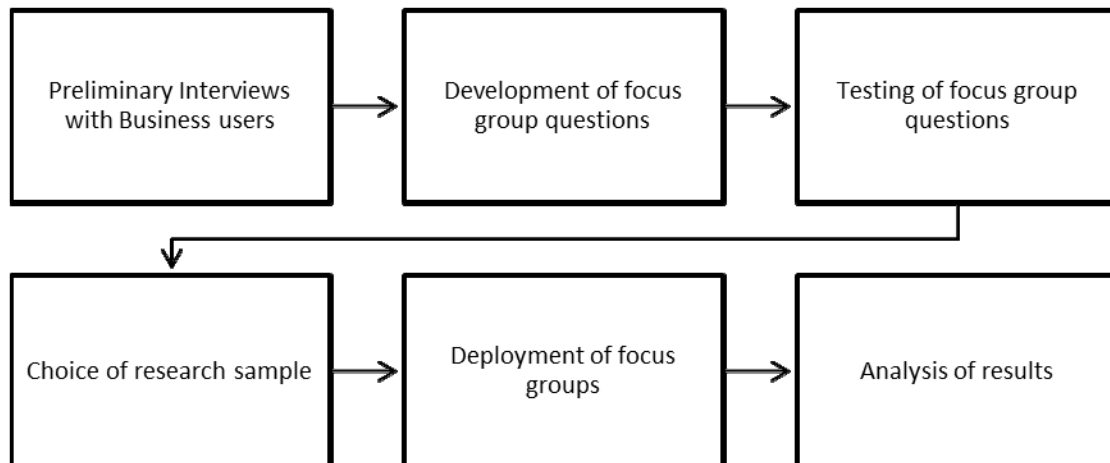 Preliminary Interviews
with Business users
Development of focus
group questions
Testing of focus group
questions
Choice of research sample
Deployment of focus
groups
Analysis of results